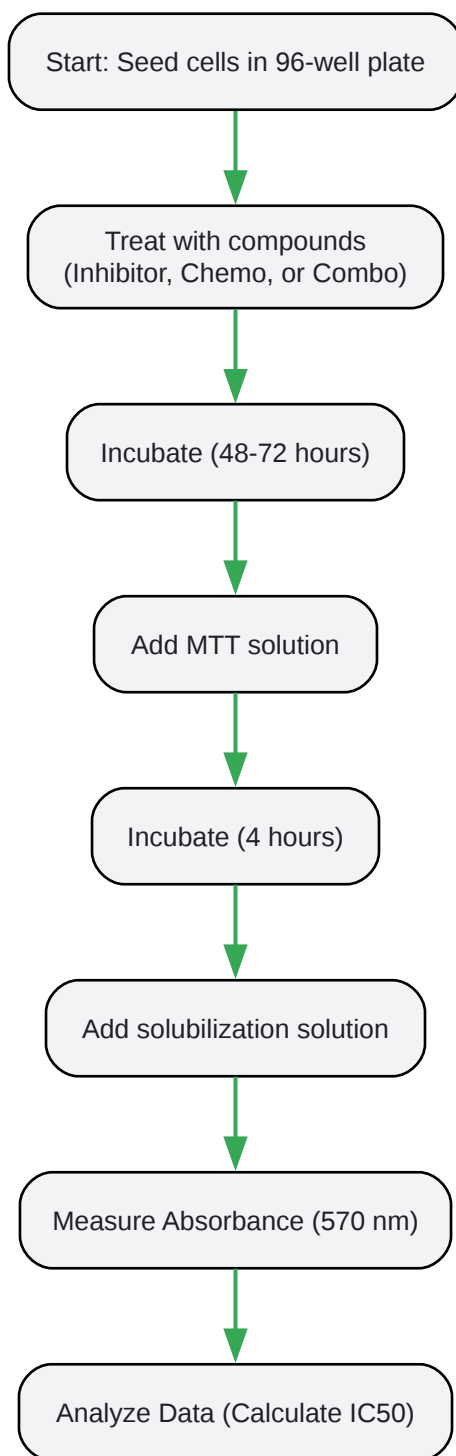 Start: Seed cells in 96-well plate
Treat with compounds
(Inhibitor, Chemo, or Combo)
Incubate (48-72 hours)
Add MTT solution
Incubate (4 hours)
Add solubilization solution
Measure Absorbance (570 nm)
Analyze Data (Calculate IC50)